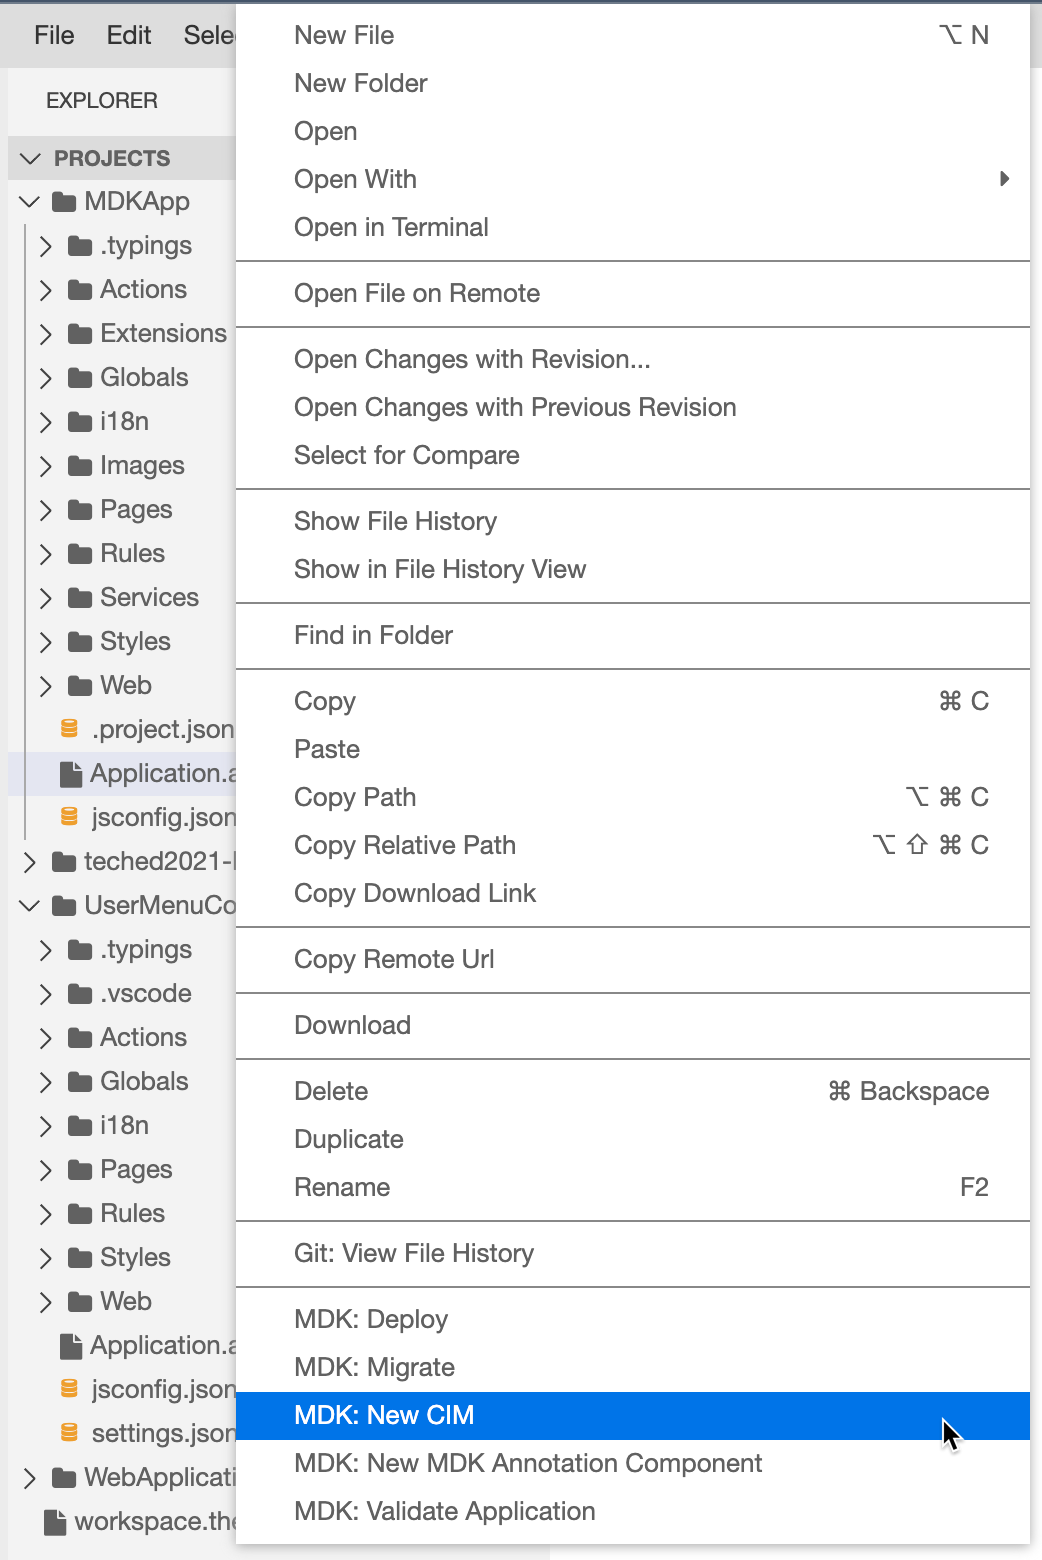 File Edit Sele
EXPLORER
PROJECTS
MDKApp
.typings
Actions
Extensions
Globals
i18n
Images
Pages
Rules
Services
Styles
Web
.project.json
Application.a
jsconfig.json
teched2021-
UserMenuCo
.typings
.vscode
Actions
Globals
i18n
Pages
Rules
Styles
Web
Application.a
jsconfig.json
settings.json
WebApplicati
workspace.the
New File ⌥ N
New Folder
Open
Open With
Open in Terminal
Open File on Remote
Open Changes with Revision...
Open Changes with Previous Revision
Select for Compare
Show File History
Show in File History View
Find in Folder
Copy ⌘ C
Paste
Copy Path ⌥ ⌘ C
Copy Relative Path ⌥ ⇧ ⌘ C
Copy Download Link
Copy Remote Url
Download
Delete ⌘ Backspace
Duplicate
Rename F2
Git: View File History
MDK: Deploy
MDK: Migrate
MDK: New CIM
MDK: New MDK Annotation Component
MDK: Validate Application